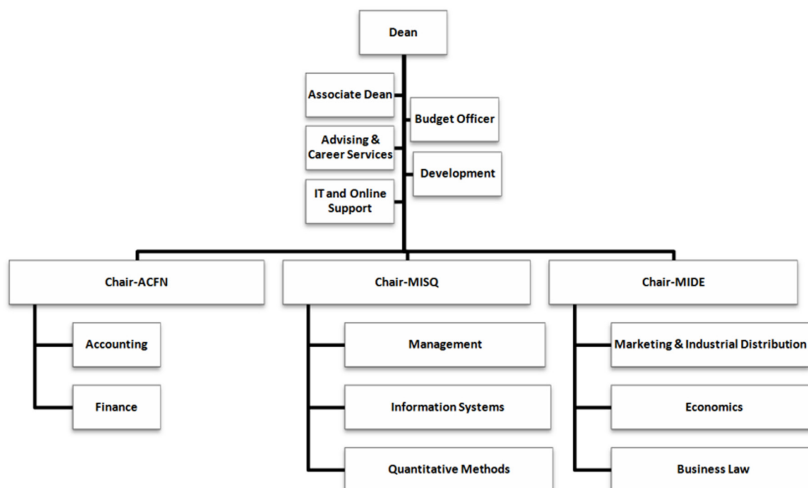 Dean
Associate Dean
Budget Officer
Advising &
Career Services
Development
IT and Online
Support
Chair-ACFN
Chair-MISQ
Chair-MIDE
Accounting
Management
Marketing & Industrial Distribution
Finance
Information Systems
Economics
Quantitative Methods
Business Law